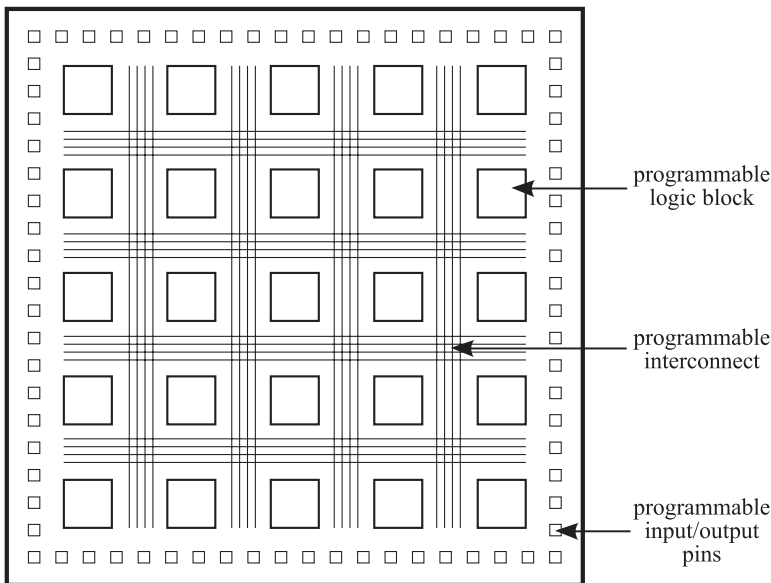 programmable
logic block
programmable
interconnect
programmable
input/output
pins